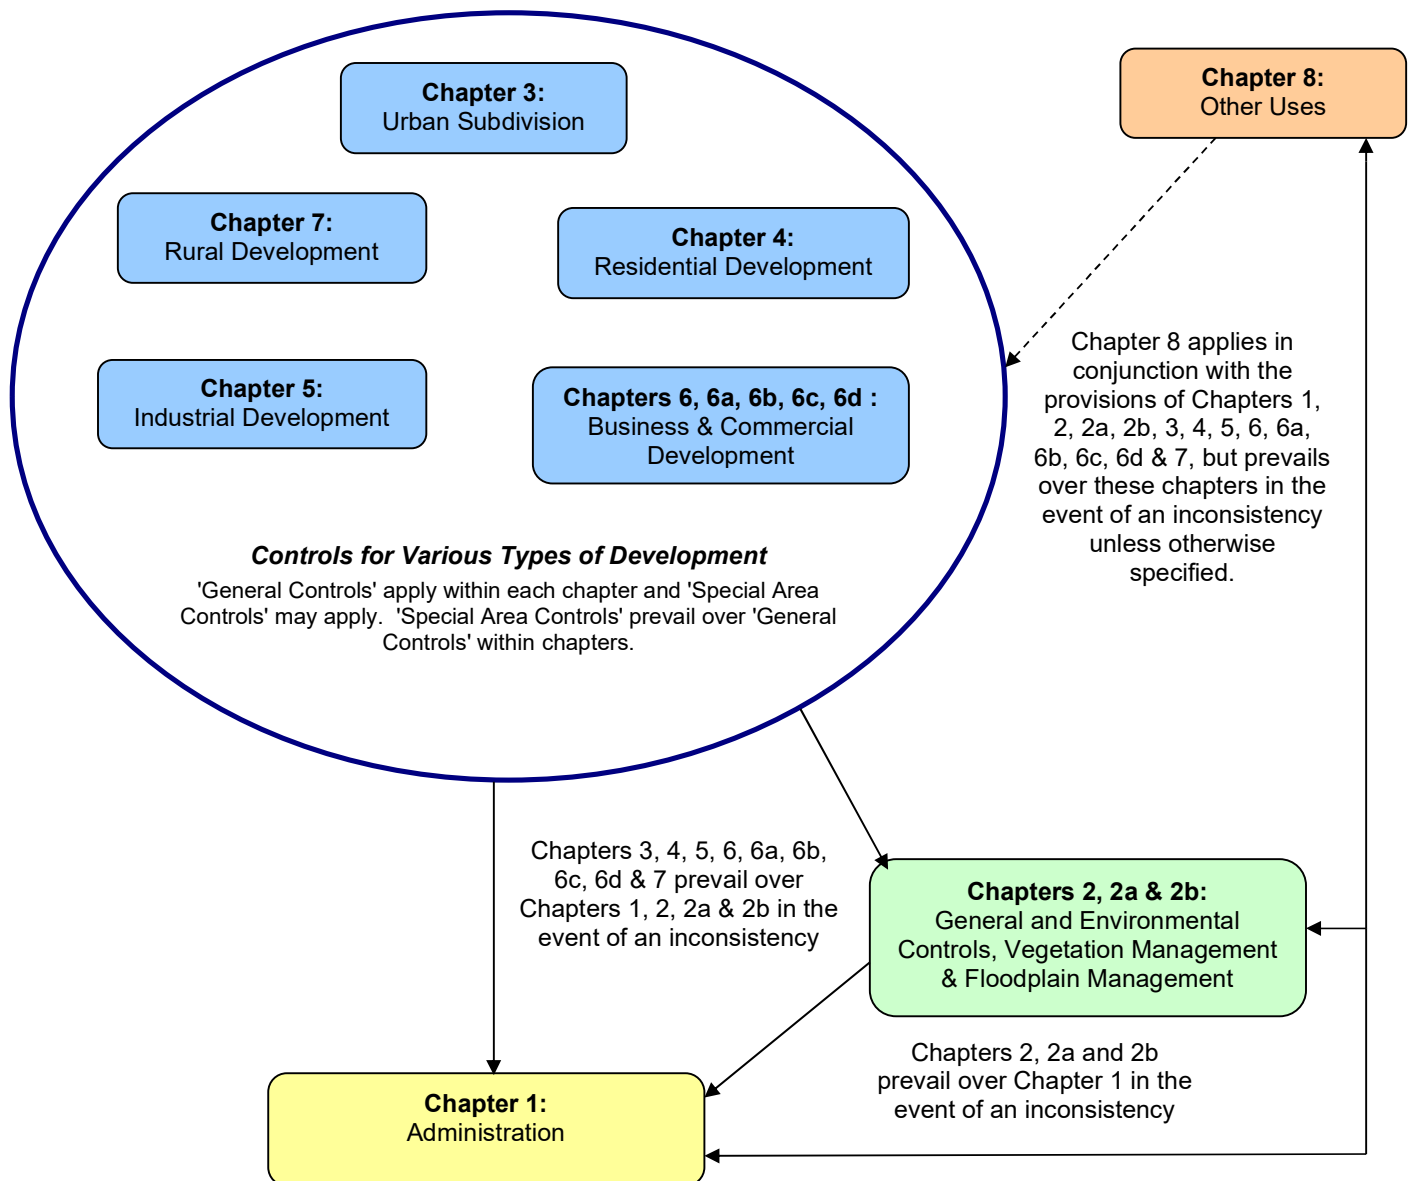 Chapter 3:
Urban Subdivision
Chapter 8:
Other Uses
Chapter 7:
Rural Development
Chapter 4:
Residential Development
Chapter 5:
Industrial Development
Chapters 6, 6a, 6b, 6c, 6d :
Business & Commercial
Development
Chapter 8 applies in
conjunction with the
provisions of Chapters 1,
2, 2a, 2b, 3, 4, 5, 6, 6a,
6b, 6c, 6d & 7, but prevails
over these chapters in the
event of an inconsistency
unless otherwise
specified.
Controls for Various Types of Development
'General Controls' apply within each chapter and 'Special Area
Controls' may apply.  'Special Area Controls' prevail over 'General
Controls' within chapters.
Chapters 3, 4, 5, 6, 6a, 6b,
6c, 6d & 7 prevail over
Chapters 1, 2, 2a & 2b in the
event of an inconsistency
Chapters 2, 2a & 2b:
General and Environmental
Controls, Vegetation Management
& Floodplain Management
Chapters 2, 2a and 2b
prevail over Chapter 1 in the
event of an inconsistency
Chapter 1:
Administration